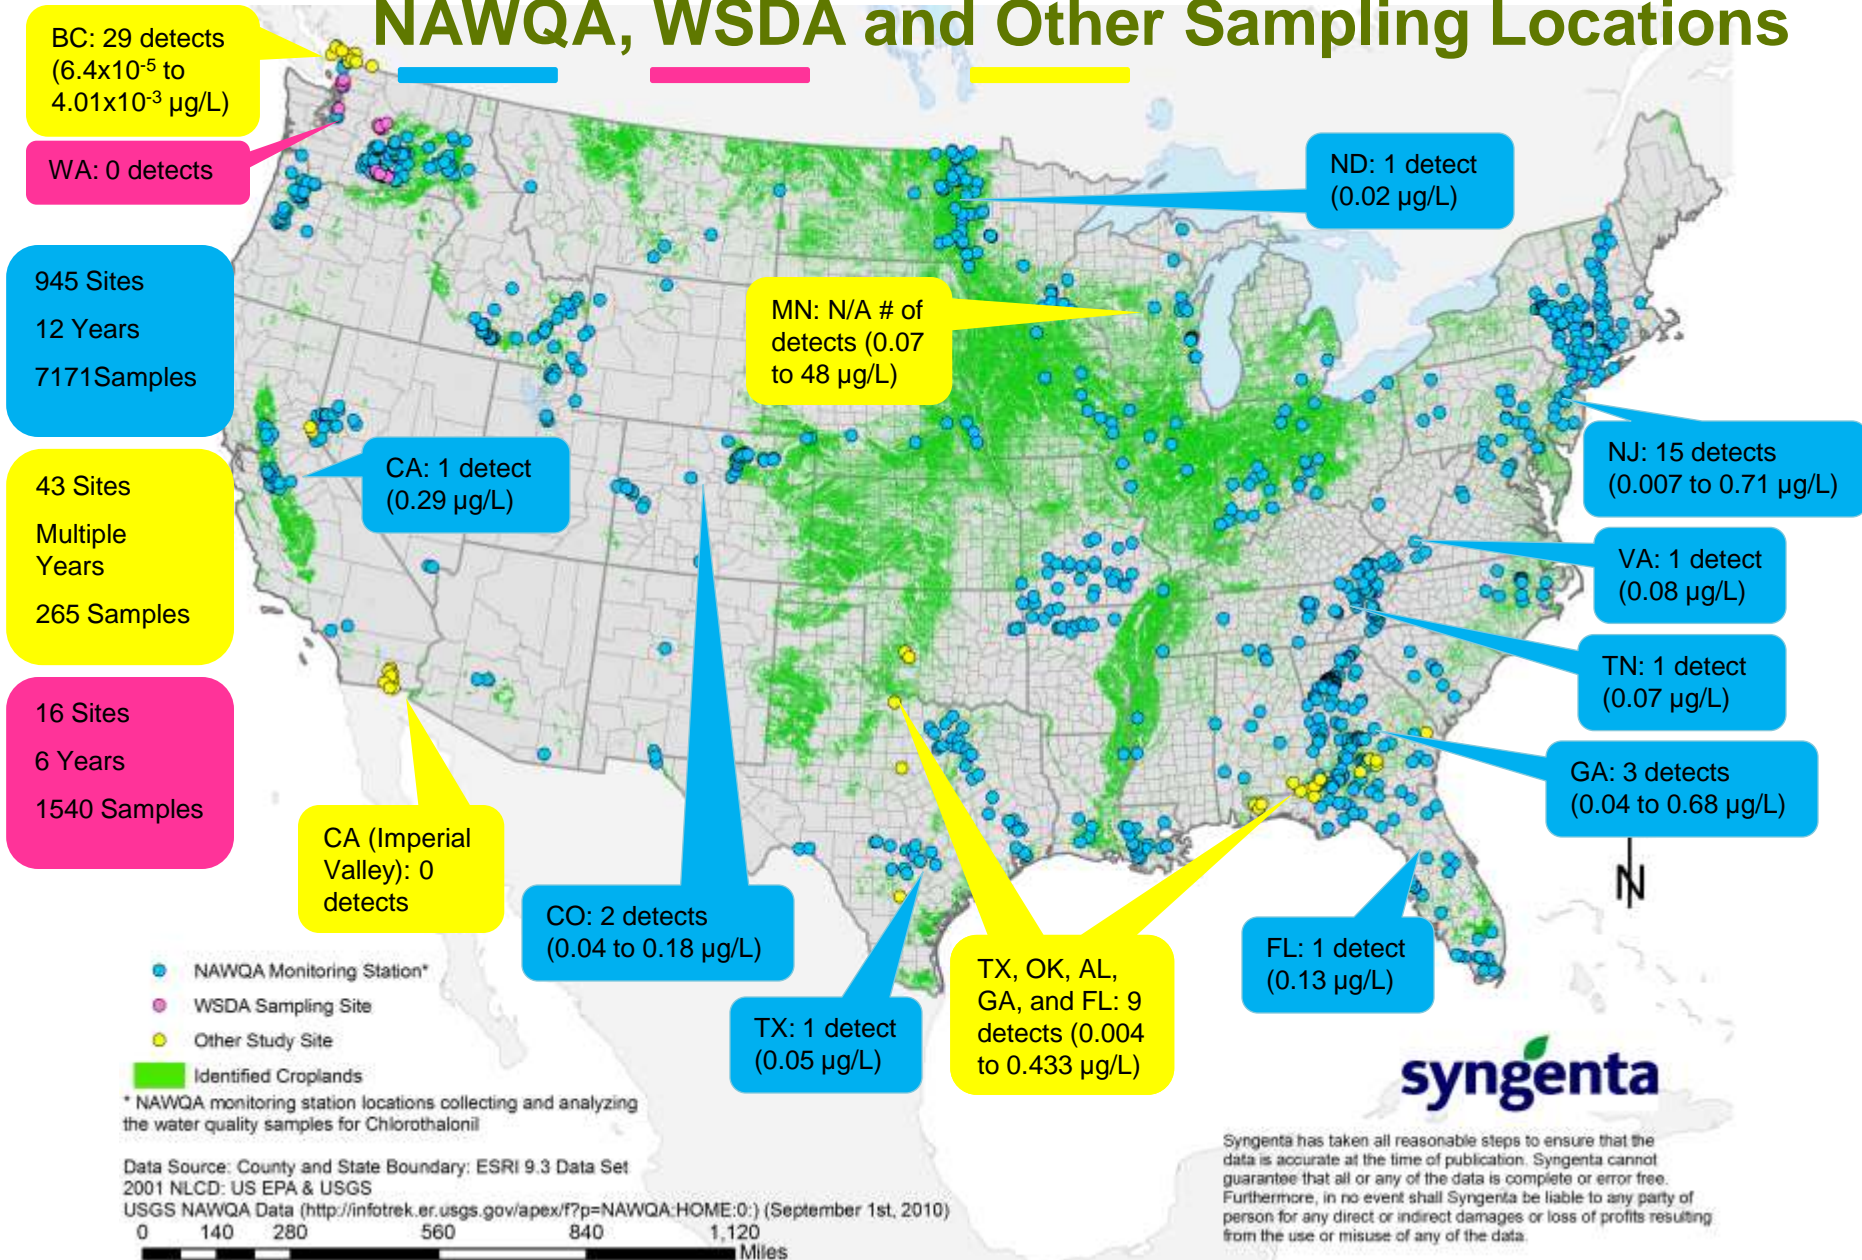 NAWQA, WSDA and Other Sampling Locations
BC: 29 detects
(6.4x10⁻⁵ to
4.01x10⁻³ µg/L)
WA: 0 detects
945 Sites
12 Years
7171Samples
43 Sites
Multiple
Years
265 Samples
16 Sites
6 Years
1540 Samples
ND: 1 detect
(0.02 µg/L)
MN: N/A # of
detects (0.07
to 48 µg/L)
CA: 1 detect
(0.29 µg/L)
NJ: 15 detects
(0.007 to 0.71 µg/L)
VA: 1 detect
(0.08 µg/L)
TN: 1 detect
(0.07 µg/L)
GA: 3 detects
(0.04 to 0.68 µg/L)
CA (Imperial
Valley): 0
detects
CO: 2 detects
(0.04 to 0.18 µg/L)
TX: 1 detect
(0.05 µg/L)
TX, OK, AL,
GA, and FL: 9
detects (0.004
to 0.433 µg/L)
FL: 1 detect
(0.13 µg/L)
N
NAWQA Monitoring Station*
WSDA Sampling Site
Other Study Site
Identified Croplands
* NAWQA monitoring station locations collecting and analyzing
the water quality samples for Chlorothalonil
Data Source: County and State Boundary: ESRI 9.3 Data Set
2001 NLCD: US EPA & USGS
USGS NAWQA Data (http://infotrek.er.usgs.gov/apex/f?p=NAWQA:HOME:0:) (September 1st, 2010)
0 140 280 560 840 1,120
Miles
syngenta
Syngenta has taken all reasonable steps to ensure that the
data is accurate at the time of publication. Syngenta cannot
guarantee that all or any of the data is complete or error free.
Furthermore, in no event shall Syngenta be liable to any party of
person for any direct or indirect damages or loss of profits resulting
from the use or misuse of any of the data.